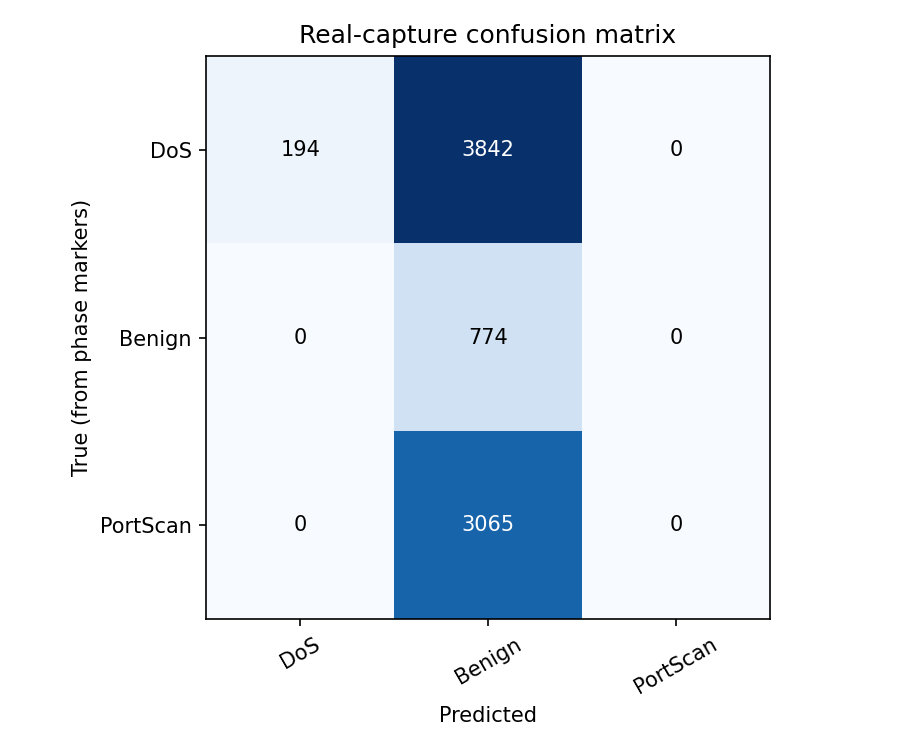 Real-capture confusion matrix
True (from phase markers)
DoS 194 3842 0
Benign 0 774 0
PortScan 0 3065 0
DoS Benign PortScan
Predicted